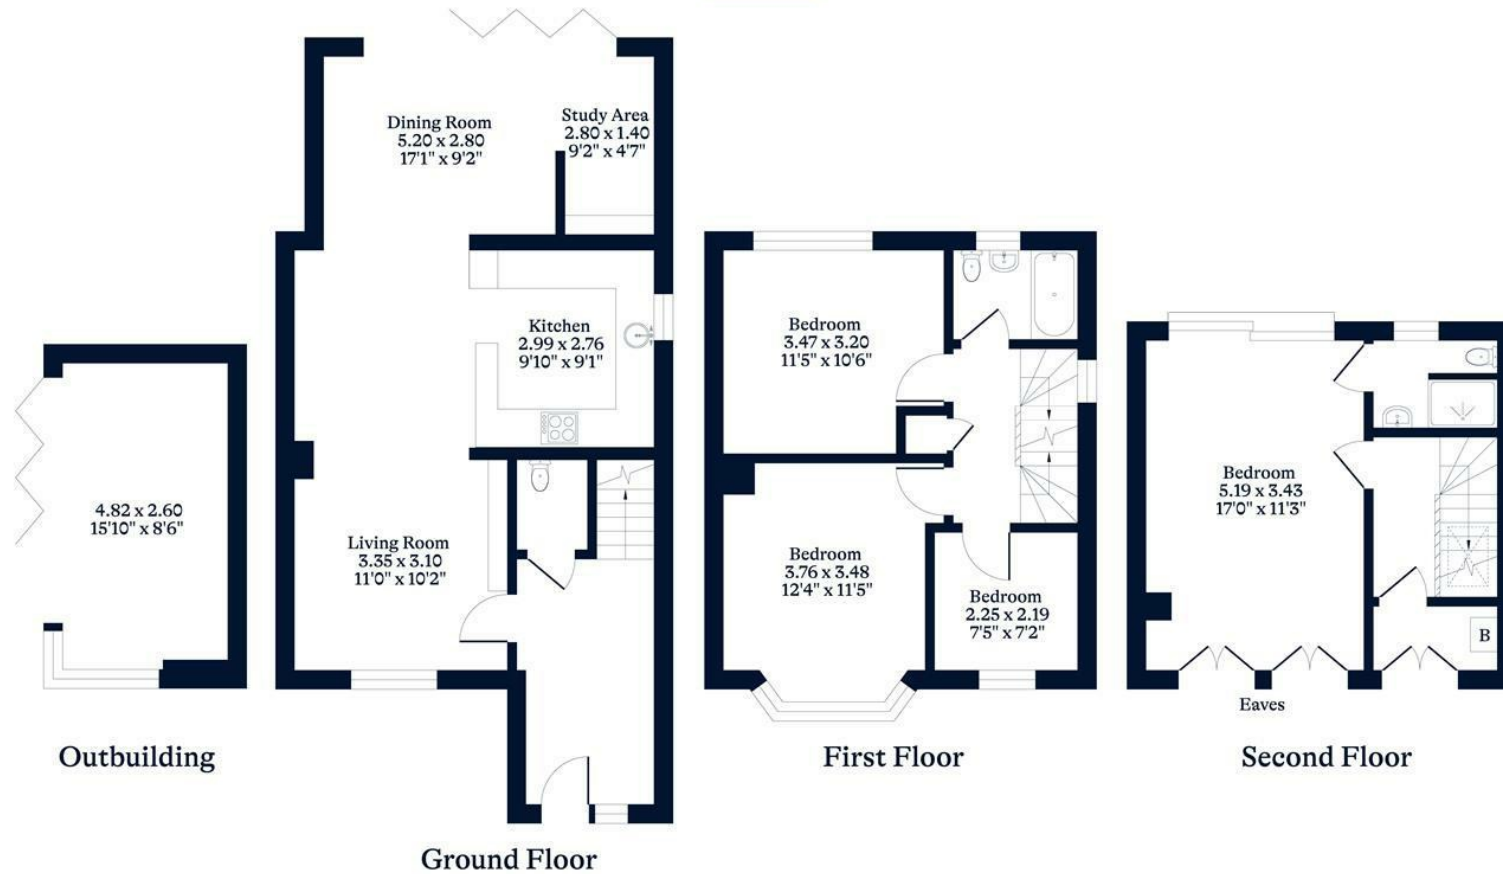 4.82 x 2.60
15'10" x 8'6"
Outbuilding
Dining Room
5.20 x 2.80
17'1" x 9'2"
Study Area
2.80 x 1.40
9'2" x 4'7"
Kitchen
2.99 x 2.76
9'10" x 9'1"
Living Room
3.35 x 3.10
11'0" x 10'2"
Ground Floor
Bedroom
3.47 x 3.20
11'5" x 10'6"
Bedroom
3.76 x 3.48
12'4" x 11'5"
Bedroom
2.25 x 2.19
7'5" x 7'2"
First Floor
Bedroom
5.19 x 3.43
17'0" x 11'3"
B
Eaves
Second Floor